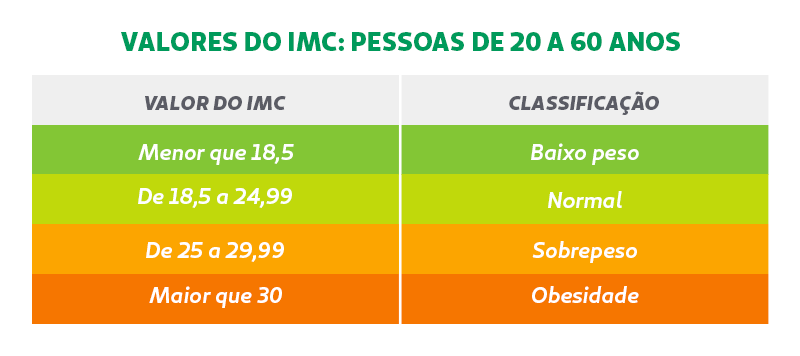 VALORES DO IMC: PESSOAS DE 20 A 60 ANOS
VALOR DO IMC CLASSIFICAÇÃO
Menor que 18,5 Baixo peso
De 18,5 a 24,99 Normal
De 25 a 29,99 Sobrepeso
Maior que 30 Obesidade